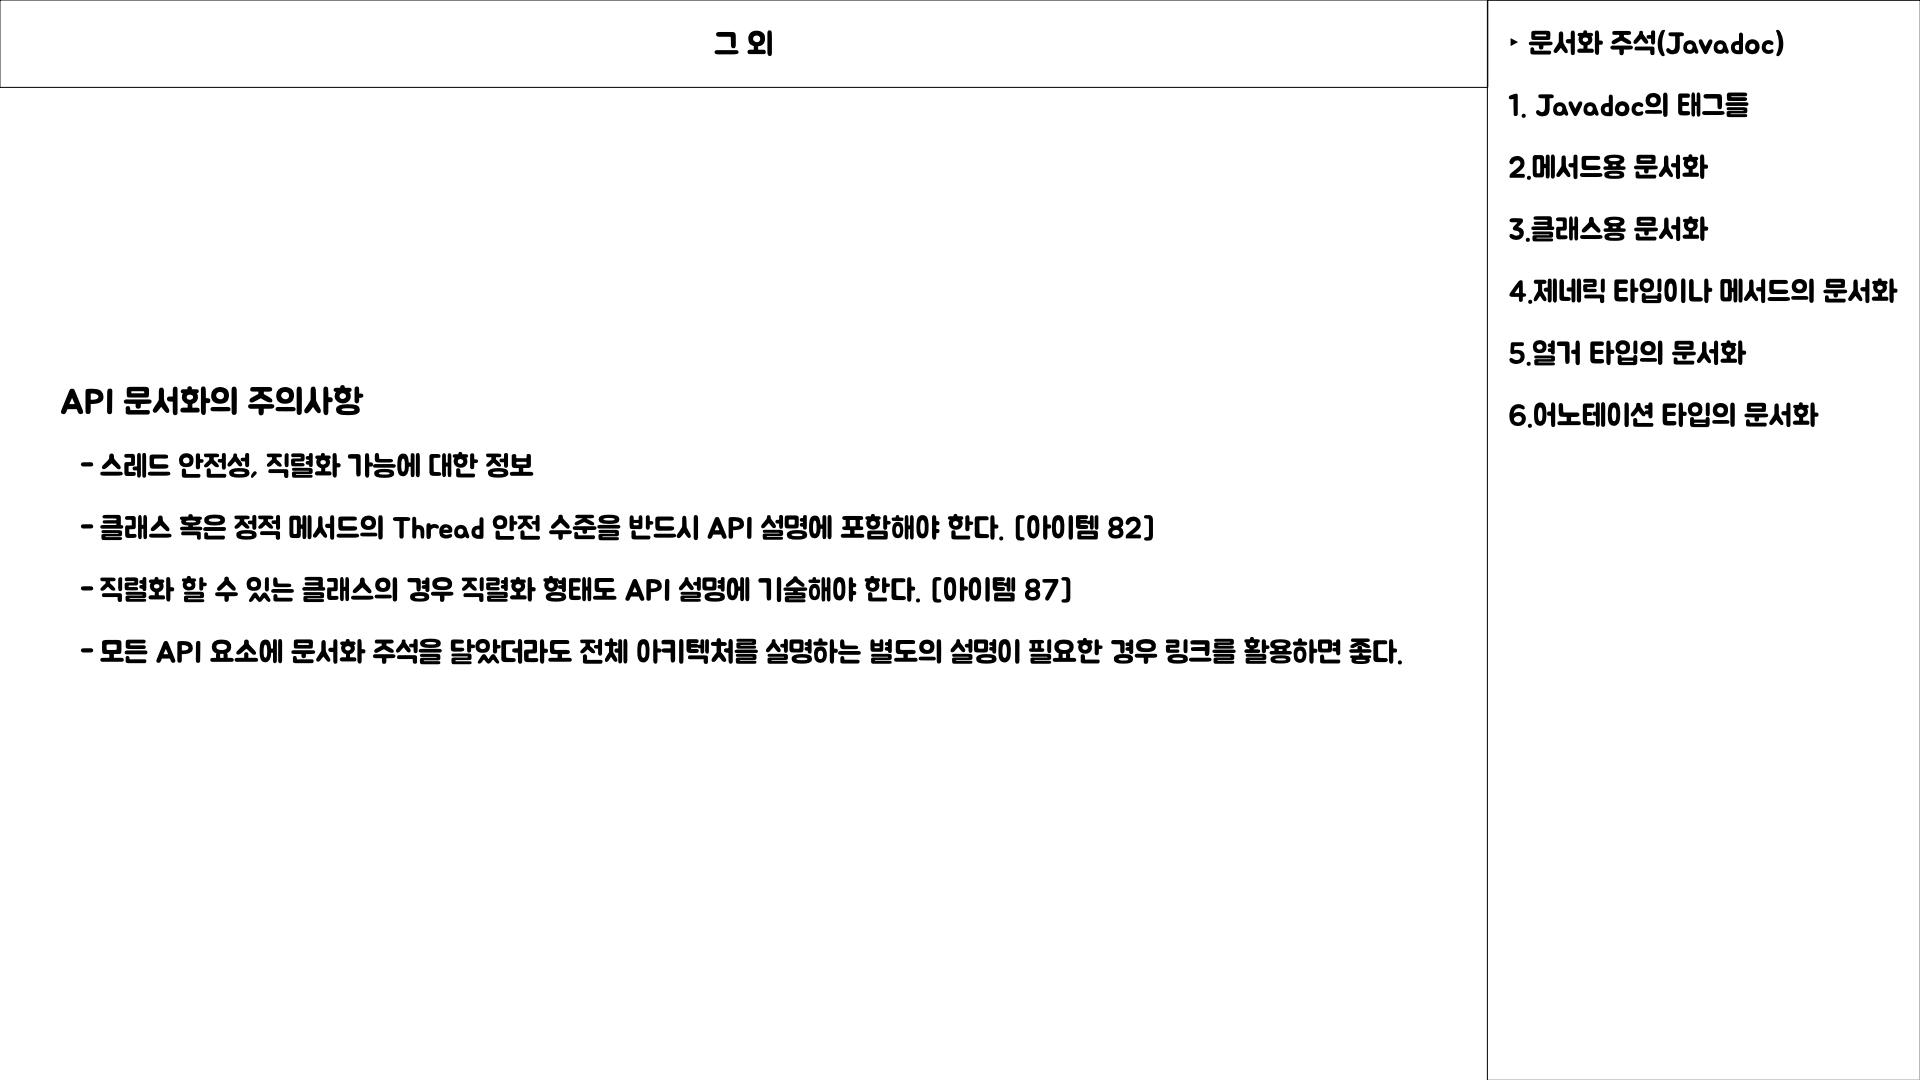 그 외
API 문서화의 주의사항
- 스레드 안전성, 직렬화 가능에 대한 정보
- 클래스 혹은 정적 메서드의 Thread 안전 수준을 반드시 API 설명에 포함해야 한다. [아이템 82]
- 직렬화 할 수 있는 클래스의 경우 직렬화 형태도 API 설명에 기술해야 한다. [아이템 87]
- 모든 API 요소에 문서화 주석을 달았더라도 전체 아키텍처를 설명하는 별도의 설명이 필요한 경우 링크를 활용하면 좋다.
‣ 문서화 주석(Javadoc)
1. Javadoc의 태그들
2.메서드용 문서화
3.클래스용 문서화
4.제네릭 타입이나 메서드의 문서화
5.열거 타입의 문서화
6.어노테이션 타입의 문서화